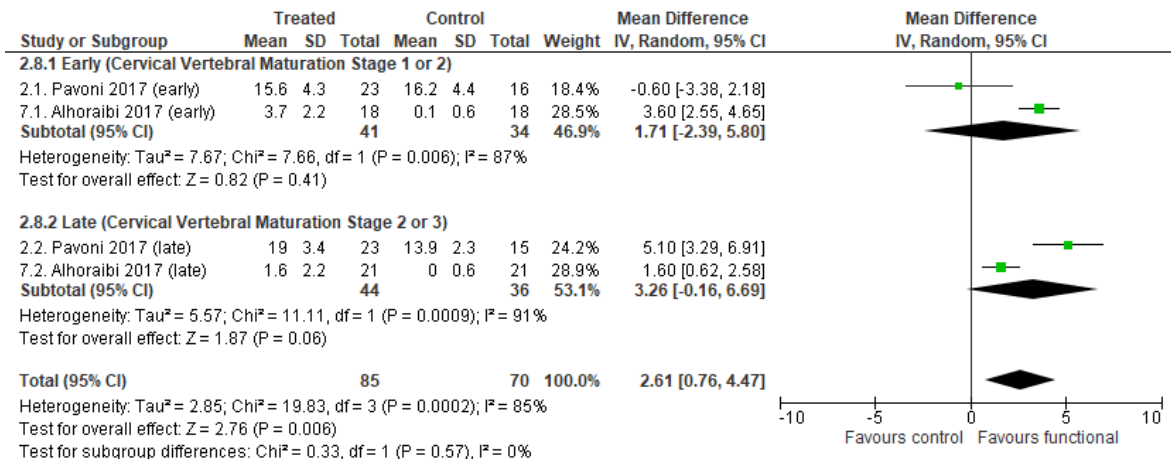 Treated Control Mean Difference Mean Difference
Study or Subgroup Mean SD Total Mean SD Total Weight IV, Random, 95% CI IV, Random, 95% CI
2.8.1 Early (Cervical Vertebral Maturation Stage 1 or 2)
2.1. Pavoni 2017 (early) 15.6 4.3 23 16.2 4.4 16 18.4% -0.60 [-3.38, 2.18]
7.1. Alhoraibi 2017 (early) 3.7 2.2 18 0.1 0.6 18 28.5% 3.60 [2.55, 4.65]
Subtotal (95% CI) 41 34 46.9% 1.71 [-2.39, 5.80]
Heterogeneity: Tau² = 7.67; Chi² = 7.66, df = 1 (P = 0.006); I² = 87%
Test for overall effect: Z = 0.82 (P = 0.41)
2.8.2 Late (Cervical Vertebral Maturation Stage 2 or 3)
2.2. Pavoni 2017 (late) 19 3.4 23 13.9 2.3 15 24.2% 5.10 [3.29, 6.91]
7.2. Alhoraibi 2017 (late) 1.6 2.2 21 0 0.6 21 28.9% 1.60 [0.62, 2.58]
Subtotal (95% CI) 44 36 53.1% 3.26 [-0.16, 6.69]
Heterogeneity: Tau² = 5.57; Chi² = 11.11, df = 1 (P = 0.0009); I² = 91%
Test for overall effect: Z = 1.87 (P = 0.06)
Total (95% CI) 85 70 100.0% 2.61 [0.76, 4.47]
Heterogeneity: Tau² = 2.85; Chi² = 19.83, df = 3 (P = 0.0002); I² = 85%
Test for overall effect: Z = 2.76 (P = 0.006)
Test for subgroup differences: Chi² = 0.33, df = 1 (P = 0.57), I² = 0%
-10 -5 0 5 10
Favours control Favours functional